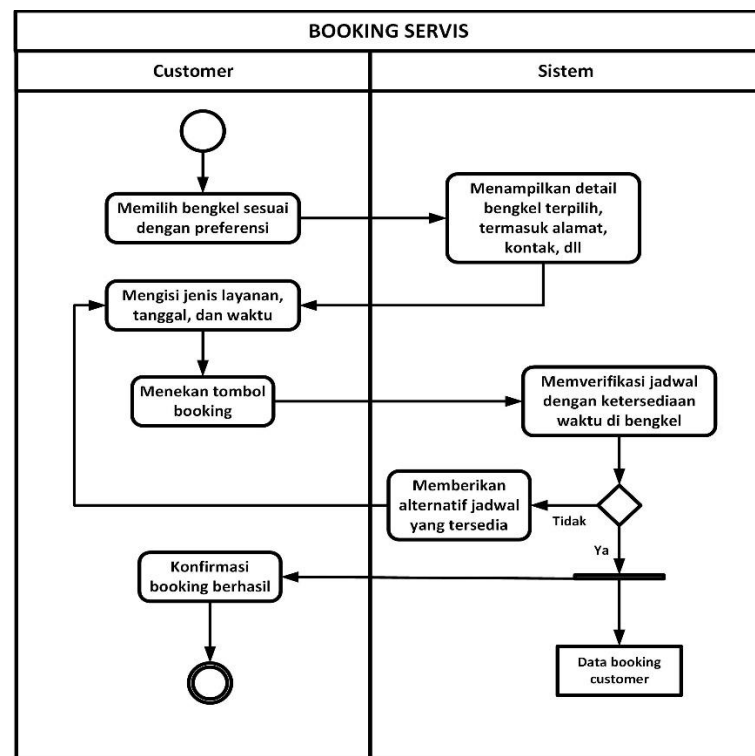 BOOKING SERVIS
Customer
Sistem
Memilih bengkel sesuai
dengan preferensi
Menampilkan detail
bengkel terpilih,
termasuk alamat,
kontak, dll
Mengisi jenis layanan,
tanggal, dan waktu
Menekan tombol
booking
Memverifikasi jadwal
dengan ketersediaan
waktu di bengkel
Memberikan
alternatif jadwal
yang tersedia
Tidak
Ya
Konfirmasi
booking berhasil
Data booking
customer